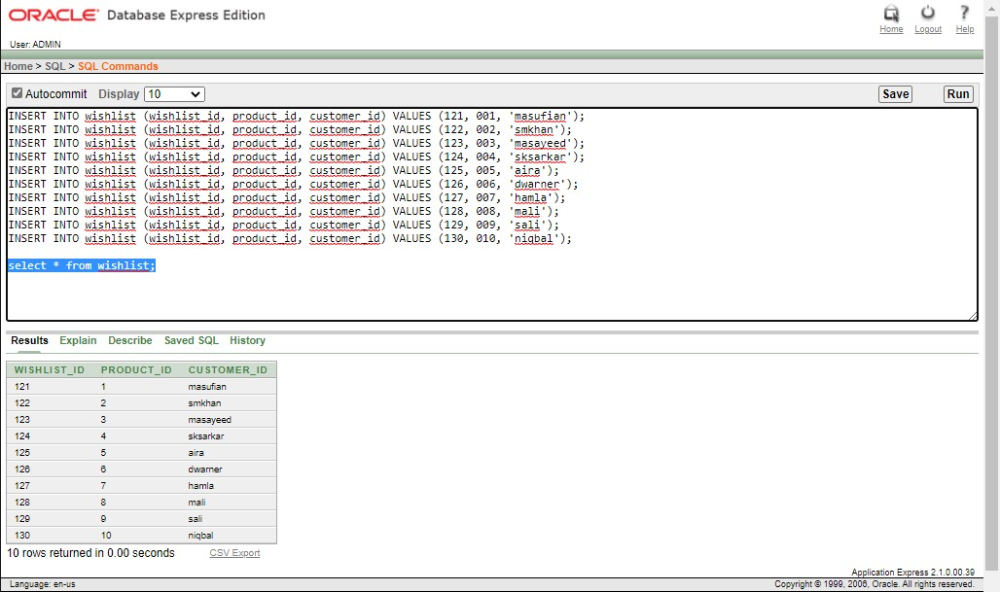 ORACLE® Database Express Edition
Home Logout Help
User: ADMIN
Home > SQL > SQL Commands
Autocommit Display 10 Save Run
INSERT INTO wishlist (wishlist_id, product_id, customer_id) VALUES (121, 001, 'masufian');
INSERT INTO wishlist (wishlist_id, product_id, customer_id) VALUES (122, 002, 'smkhan');
INSERT INTO wishlist (wishlist_id, product_id, customer_id) VALUES (123, 003, 'masayeed');
INSERT INTO wishlist (wishlist_id, product_id, customer_id) VALUES (124, 004, 'sksarkar');
INSERT INTO wishlist (wishlist_id, product_id, customer_id) VALUES (125, 005, 'aira');
INSERT INTO wishlist (wishlist_id, product_id, customer_id) VALUES (126, 006, 'dwarner');
INSERT INTO wishlist (wishlist_id, product_id, customer_id) VALUES (127, 007, 'hamla');
INSERT INTO wishlist (wishlist_id, product_id, customer_id) VALUES (128, 008, 'mali');
INSERT INTO wishlist (wishlist_id, product_id, customer_id) VALUES (129, 009, 'sali');
INSERT INTO wishlist (wishlist_id, product_id, customer_id) VALUES (130, 010, 'niqbal');
select * from wishlist;
Results Explain Describe Saved SQL History
WISHLIST_ID PRODUCT_ID CUSTOMER_ID
121 1 masufian
122 2 smkhan
123 3 masayeed
124 4 sksarkar
125 5 aira
126 6 dwarner
127 7 hamla
128 8 mali
129 9 sali
130 10 niqbal
10 rows returned in 0.00 seconds CSV Export
Application Express 2.1.0.00.39
Language: en-us Copyright © 1999, 2006, Oracle. All rights reserved.